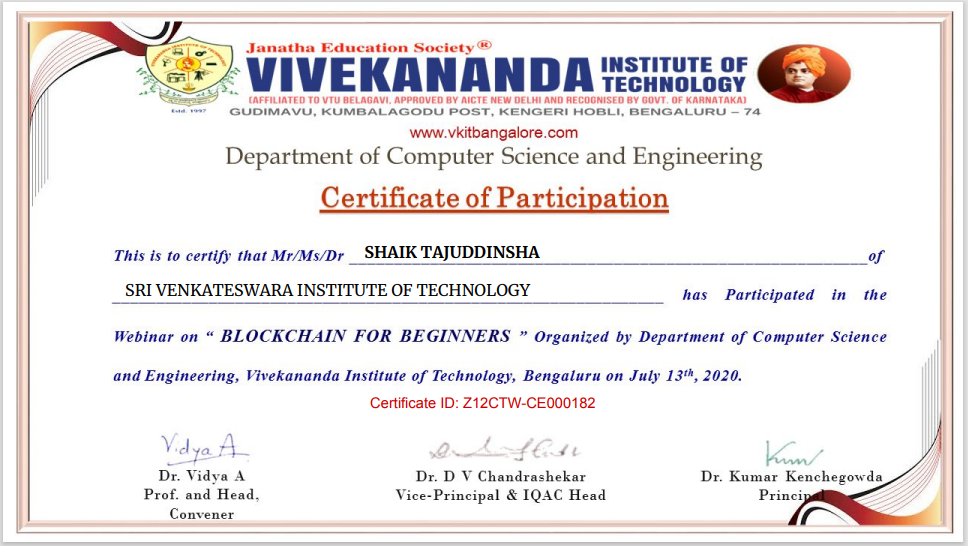 Janatha Education Society®
VIVEKANANDA INSTITUTE OF TECHNOLOGY
(AFFILIATED TO VTU BELAGAVI, APPROVED BY AICTE NEW DELHI AND RECOGNISED BY GOVT. OF KARNATAKA)
Estd. 1997
GUDIMAVU, KUMBALAGODU POST, KENGERI HOBLI, BENGALURU – 74
www.vkitbangalore.com
Department of Computer Science and Engineering
Certificate of Participation
This is to certify that Mr/Ms/Dr SHAIK TAJUDDINSHA of
SRI VENKATESWARA INSTITUTE OF TECHNOLOGY has Participated in the
Webinar on “ BLOCKCHAIN FOR BEGINNERS ” Organized by Department of Computer Science
and Engineering, Vivekananda Institute of Technology, Bengaluru on July 13th, 2020.
Certificate ID: Z12CTW-CE000182
Vidya A
Dr. Vidya A
Prof. and Head,
Convener
Dr. D V Chandrashekar
Vice-Principal & IQAC Head
Dr. Kumar Kenchegowda
Principal